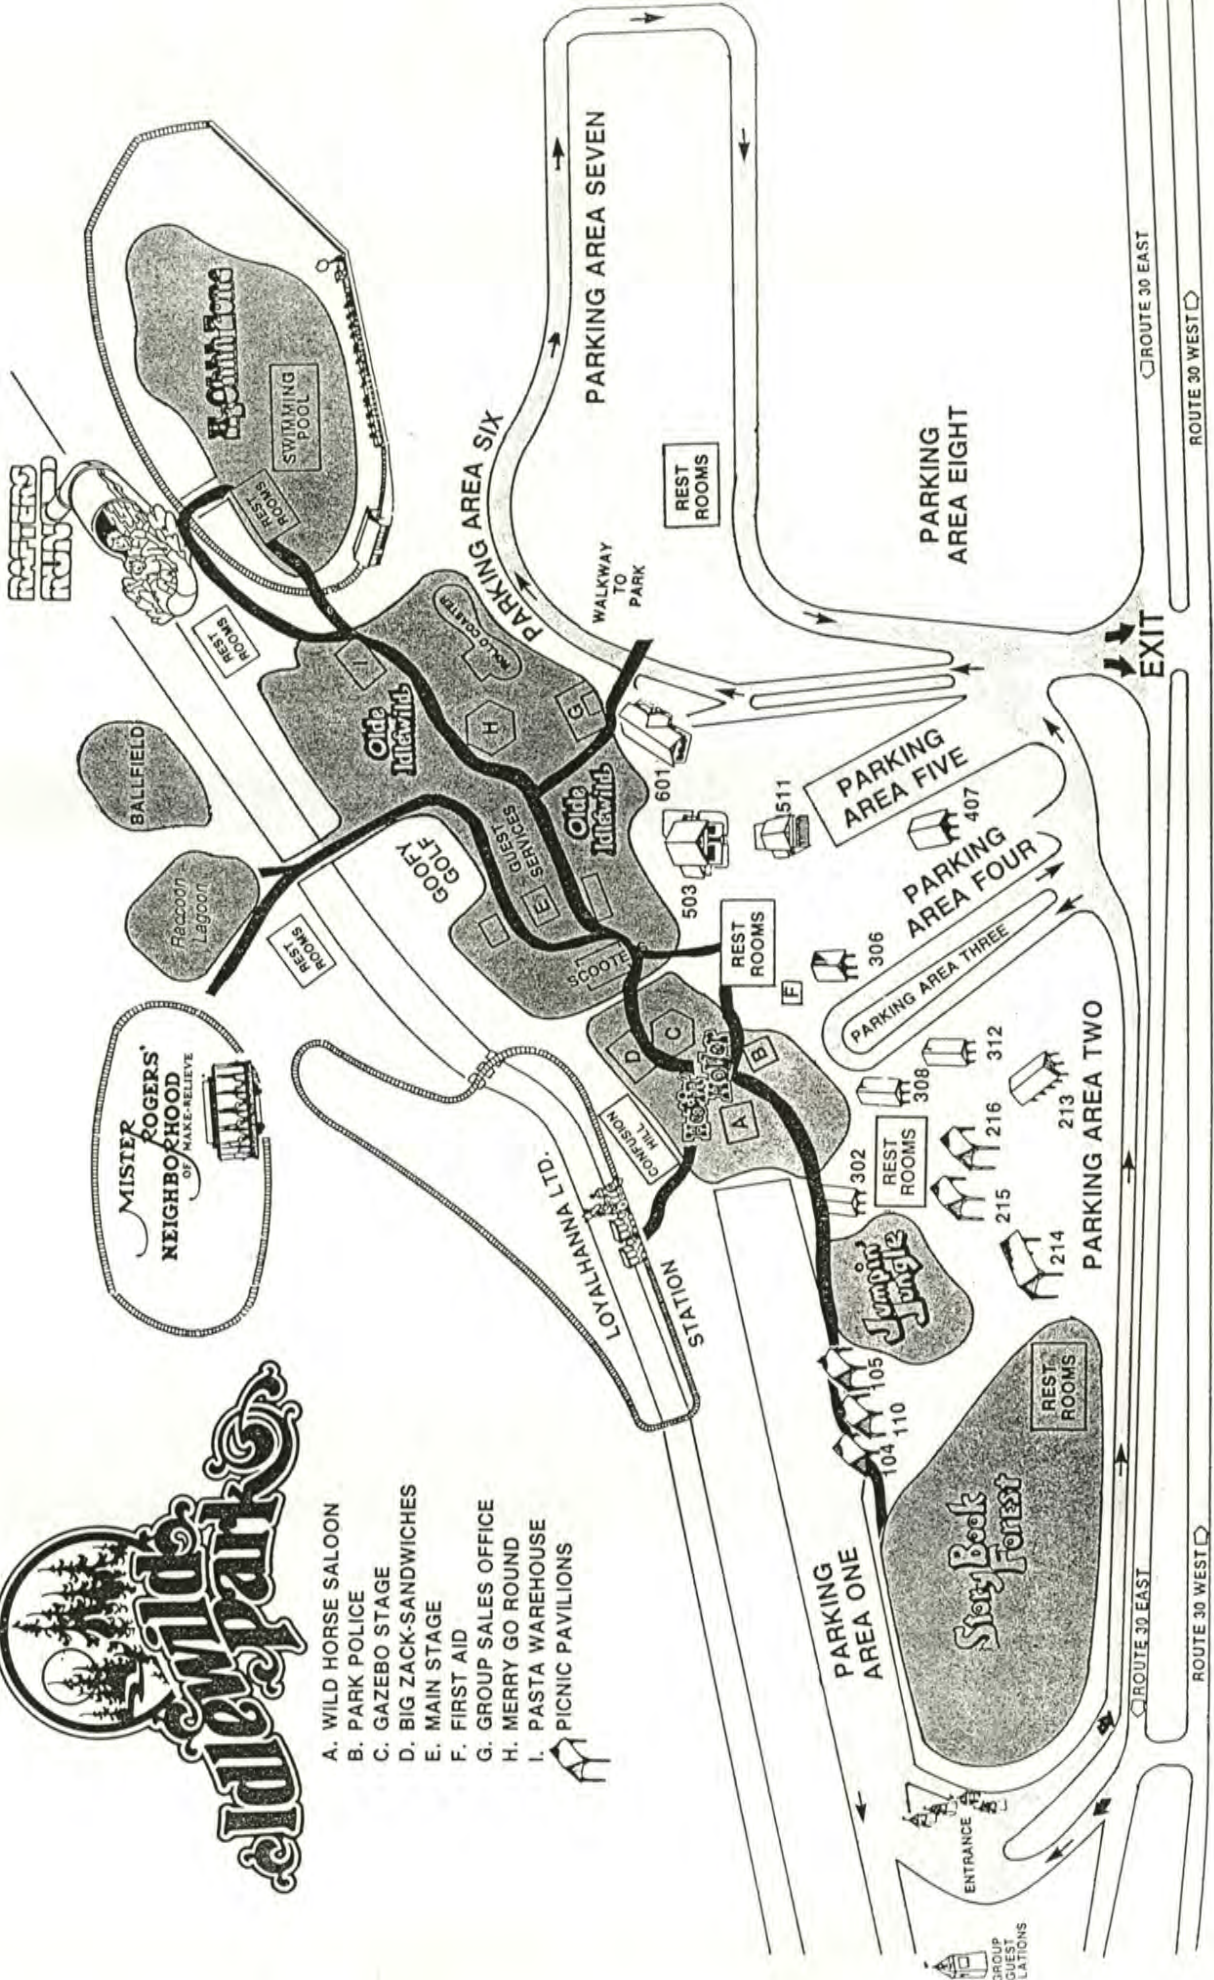 Idlewild
Park
A. WILD HORSE SALOON
B. PARK POLICE
C. GAZEBO STAGE
D. BIG ZACK-SANDWICHES
E. MAIN STAGE
F. FIRST AID
G. GROUP SALES OFFICE
H. MERRY GO ROUND
I. PASTA WAREHOUSE
PICNIC PAVILIONS
MISTER
ROGERS'
NEIGHBORHOOD
OF MAKE-BELIEVE
Raccoon
Lagoon
BALLFIELD
RAFTERS
RUN
REST
ROOMS
REST
ROOMS
REST
ROOMS
H2Ohhh Zone
SWIMMING
POOL
LOYALHANNA LTD.
STATION
CONFUSION
HILL
GOOFY
GOLF
Olde
Idlewild
I
H
ROLLO COASTER
G
GUEST
SERVICES
E
Olde
Idlewild
SCOOTE
D
C
B
A
F
REST
ROOMS
WALKWAY
TO
PARK
PARKING AREA SIX
PARKING AREA SEVEN
REST
ROOMS
PARKING
AREA EIGHT
601
503
511
PARKING
AREA FIVE
407
PARKING
AREA FOUR
PARKING AREA THREE
306
308
312
302
REST
ROOMS
216
215
213
214
PARKING AREA TWO
Jumpin'
Jungle
105
110
104
Story Book
Forest
REST
ROOMS
PARKING
AREA ONE
ENTRANCE
GROUP
GUEST
LATIONS
EXIT
ROUTE 30 EAST
ROUTE 30 WEST
ROUTE 30 EAST
ROUTE 30 WEST